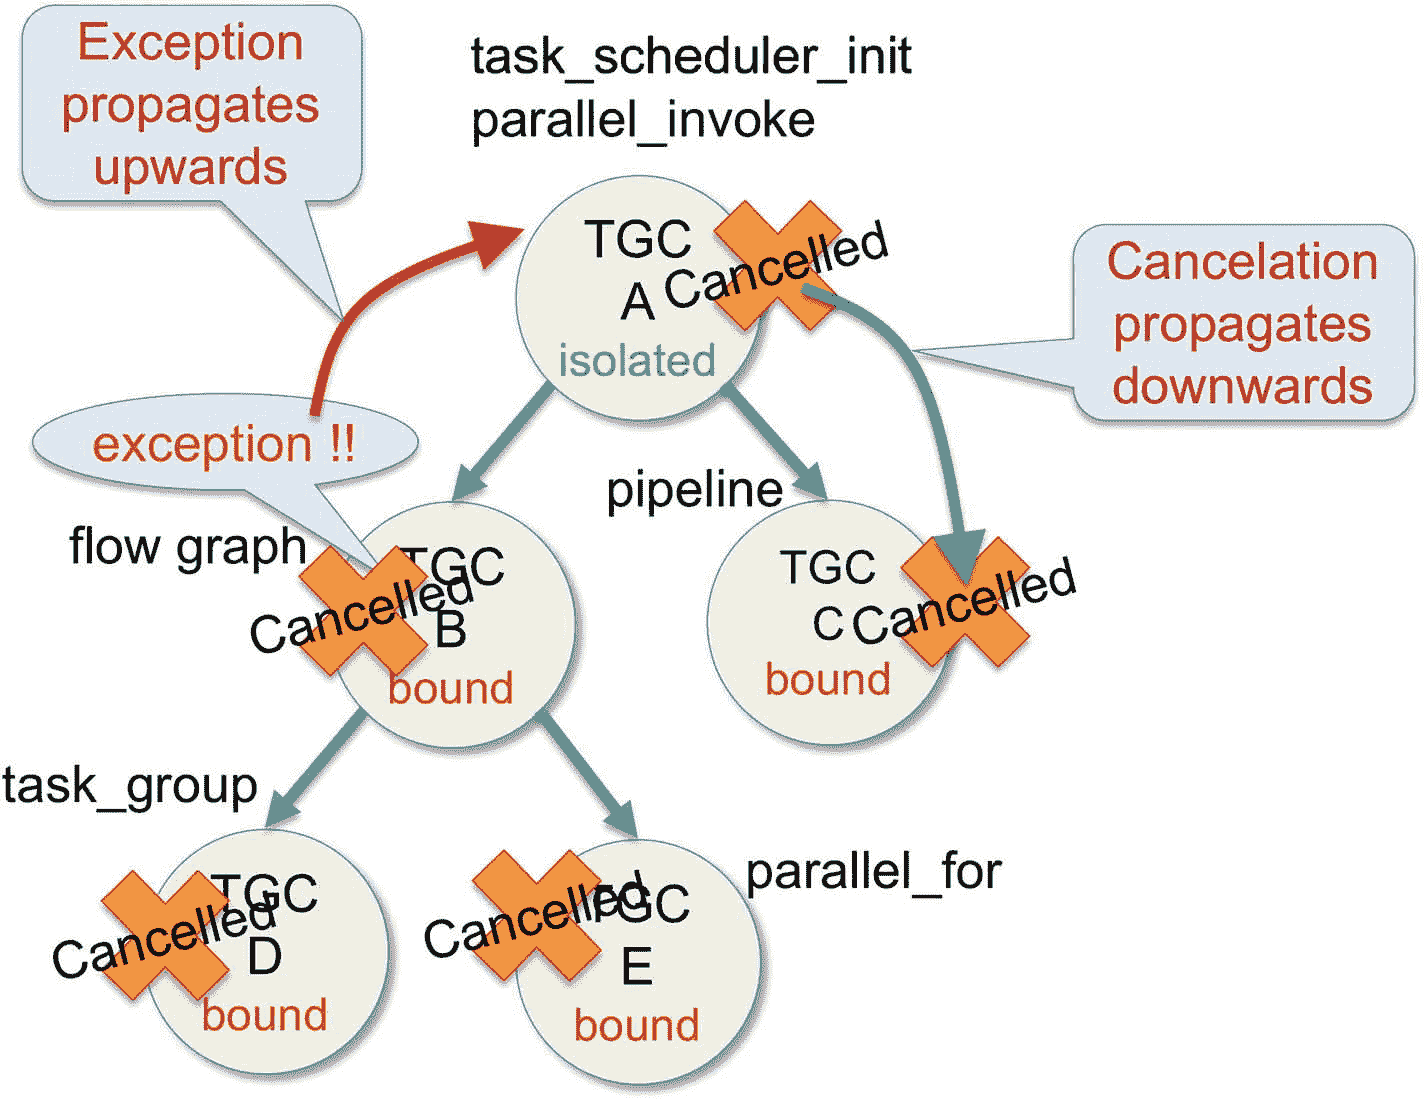 Exception
propagates
upwards
task_scheduler_init
parallel_invoke
TGC
A
isolated
Cancelled
Cancelation
propagates
downwards
exception !!
flow graph
TGC
B
bound
Cancelled
pipeline
TGC
C
bound
Cancelled
task_group
TGC
D
bound
Cancelled
parallel_for
TGC
E
bound
Cancelled